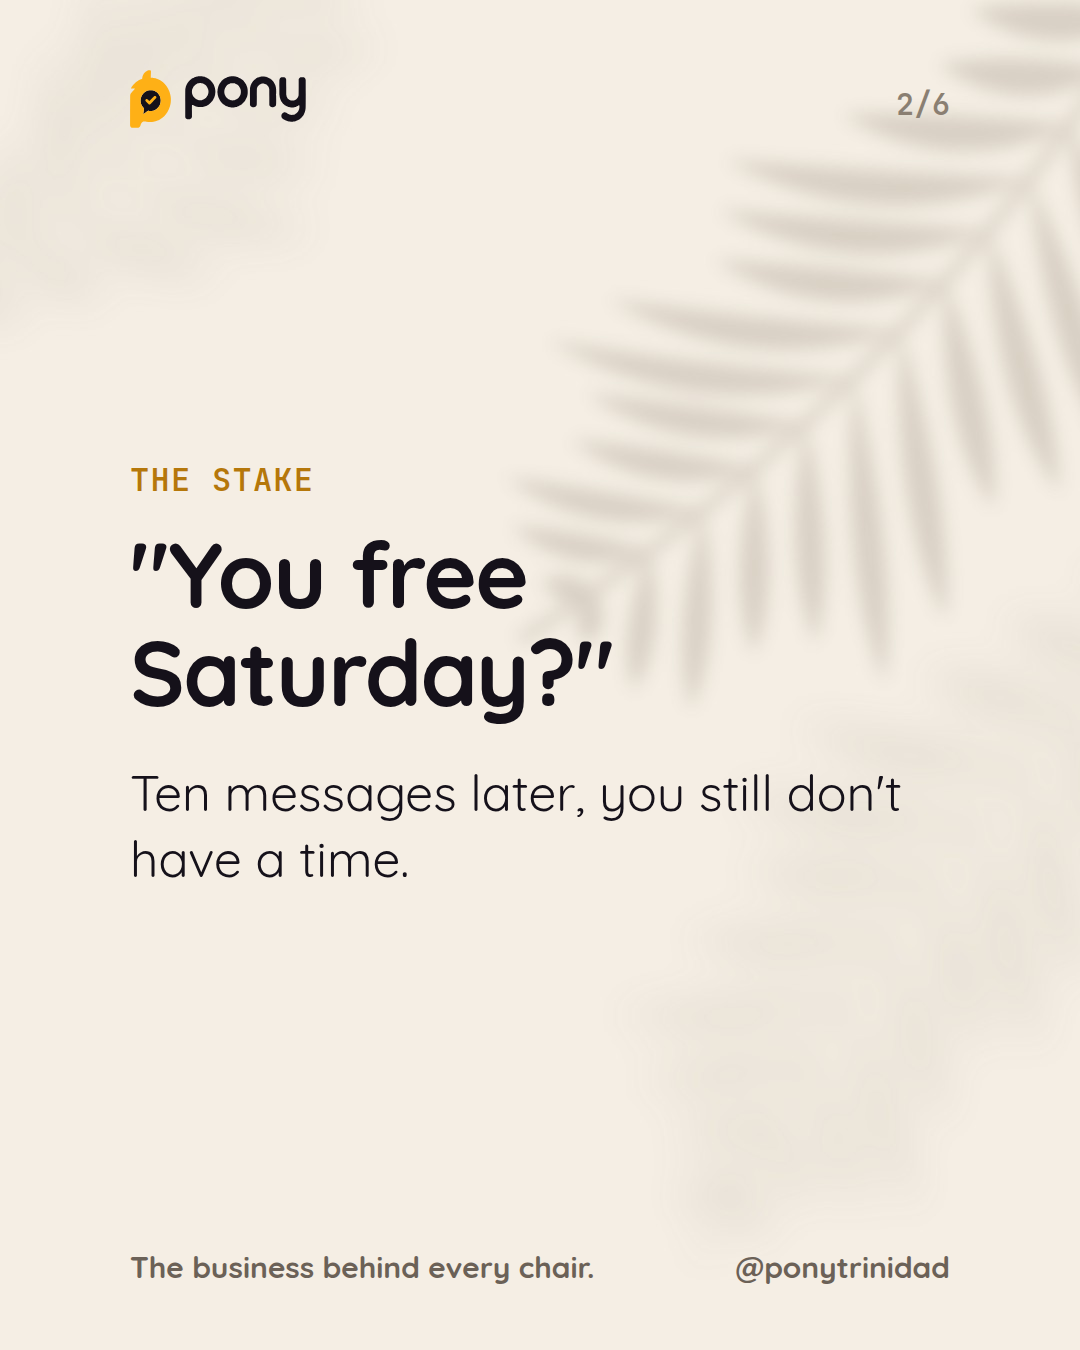 pony
2/6
THE STAKE
"You free
Saturday?"
Ten messages later, you still don't
have a time.
The business behind every chair.
@ponytrinidad